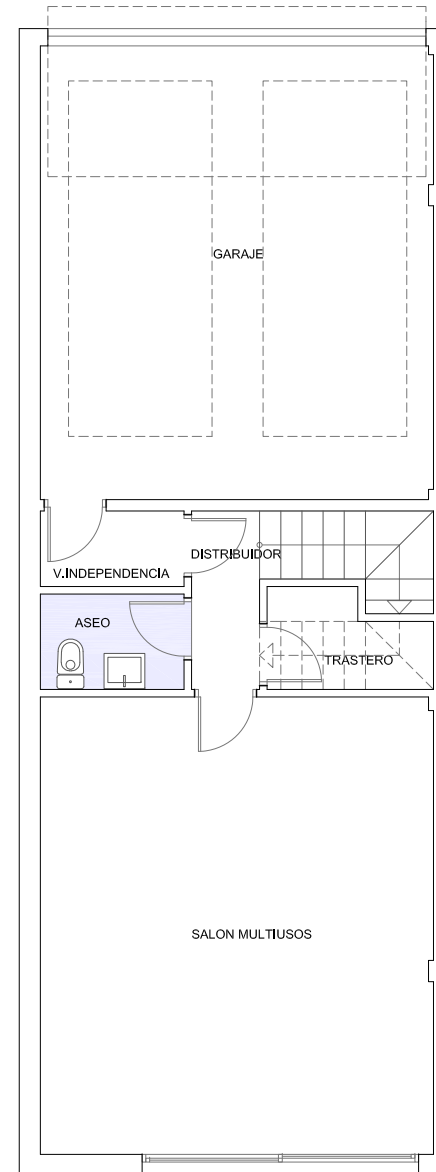 GARAJE
DISTRIBUIDOR
V.INDEPENDENCIA
ASEO
TRASTERO
SALON MULTIUSOS